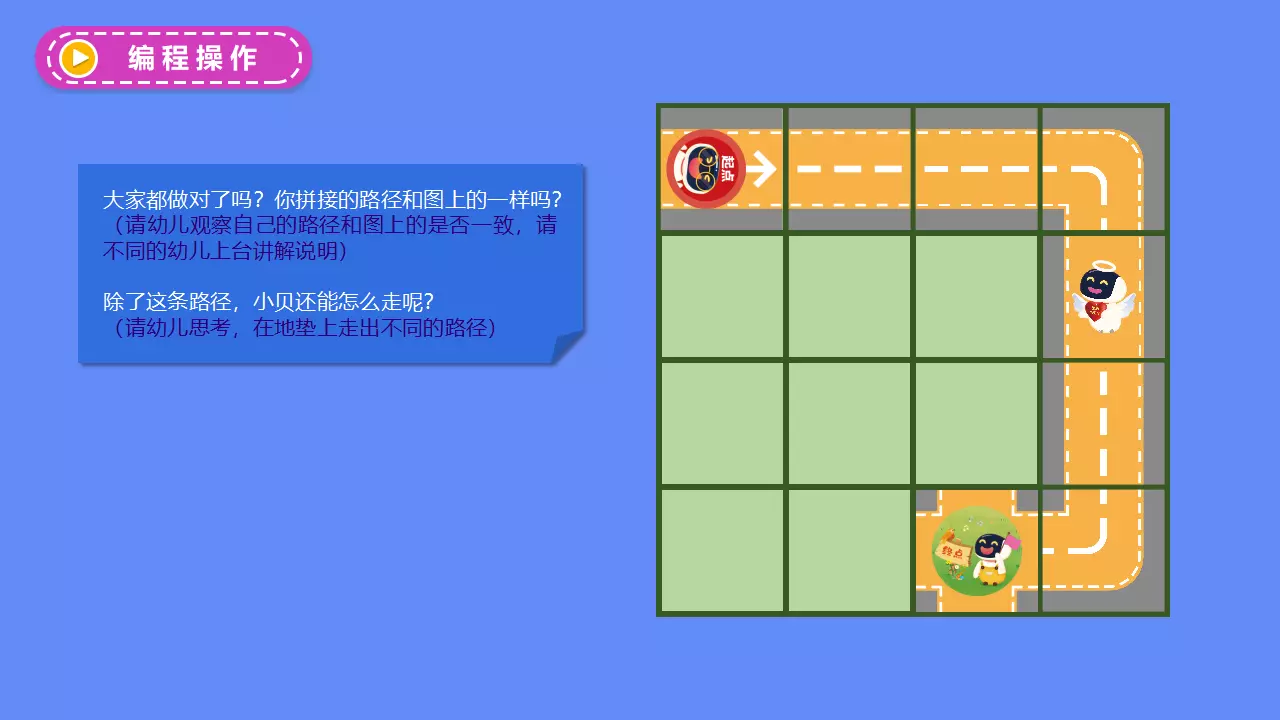 编程操作
大家都做对了吗？你拼接的路径和图上的一样吗？
（请幼儿观察自己的路径和图上的是否一致，请
不同的幼儿上台讲解说明）
除了这条路径，小贝还能怎么走呢？
（请幼儿思考，在地垫上走出不同的路径）
起点
终点